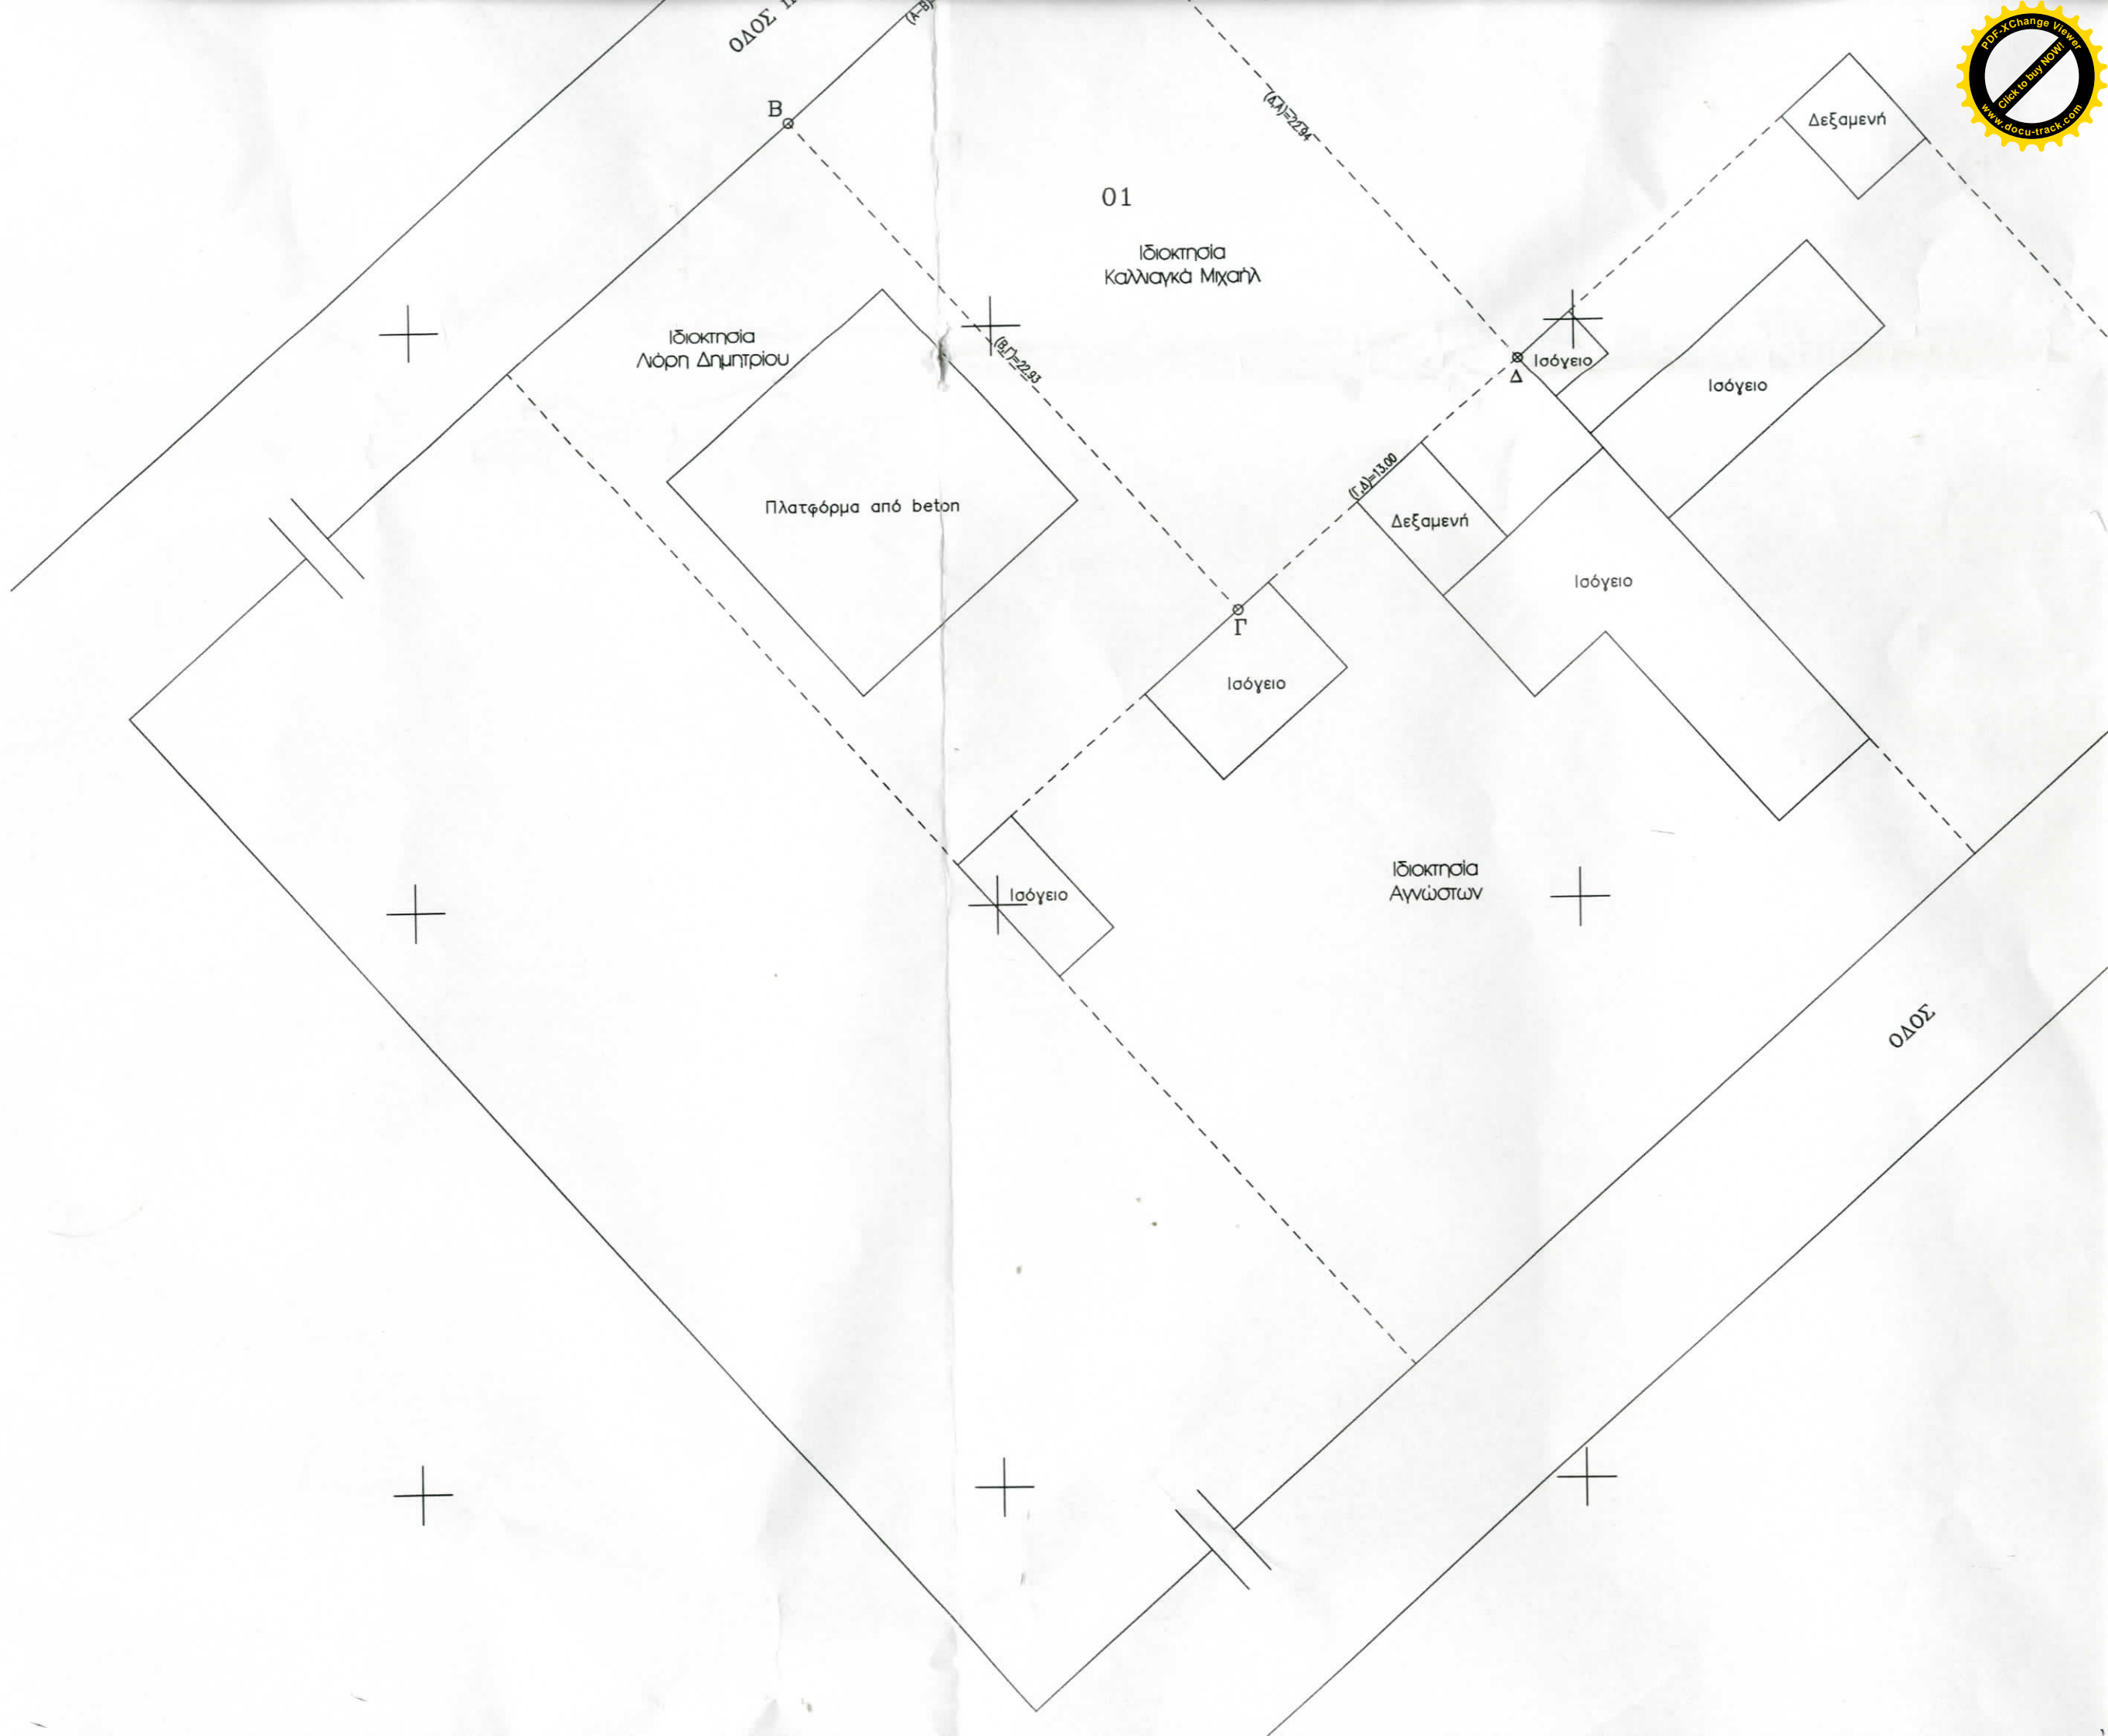 ΟΔΟΣ
(Α-Β)
PDF-XChange Viewer
Click to buy NOW!
www.docu-track.com
Β
(Δ,Α)=22.94
Δεξαμενή
01
Ιδιοκτησία
Καλλιαγκά Μιχαήλ
Ιδιοκτησία
Λιόρη Δημητρίου
(Β,Γ)=22.93
Ισόγειο
Δ
Ισόγειο
(Γ,Δ)=13.00
Πλατφόρμα από beton
Δεξαμενή
Ισόγειο
Γ
Ισόγειο
Ισόγειο
Ιδιοκτησία
Αγνώστων
ΟΔΟΣ